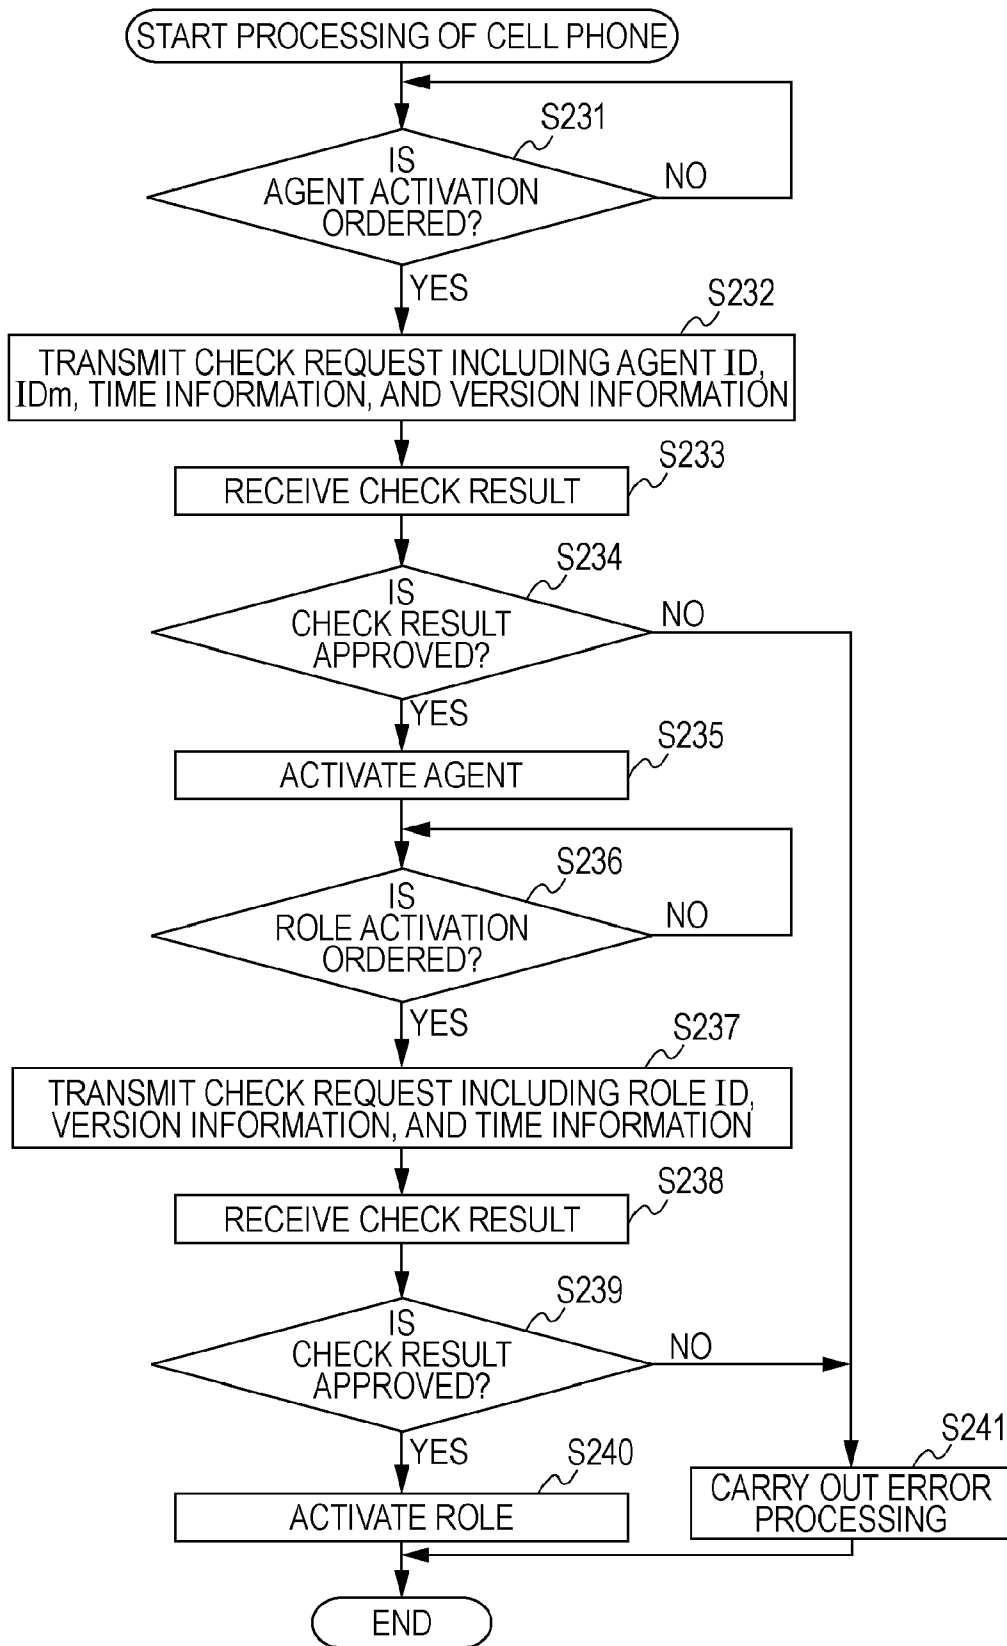 START PROCESSING OF CELL PHONE
S231
IS
AGENT ACTIVATION
ORDERED?
NO
YES
S232
TRANSMIT CHECK REQUEST INCLUDING AGENT ID,
IDm, TIME INFORMATION, AND VERSION INFORMATION
S233
RECEIVE CHECK RESULT
S234
IS
CHECK RESULT
APPROVED?
NO
YES
S235
ACTIVATE AGENT
S236
IS
ROLE ACTIVATION
ORDERED?
NO
YES
S237
TRANSMIT CHECK REQUEST INCLUDING ROLE ID,
VERSION INFORMATION, AND TIME INFORMATION
S238
RECEIVE CHECK RESULT
S239
IS
CHECK RESULT
APPROVED?
NO
YES
S240
ACTIVATE ROLE
S241
CARRY OUT ERROR
PROCESSING
END